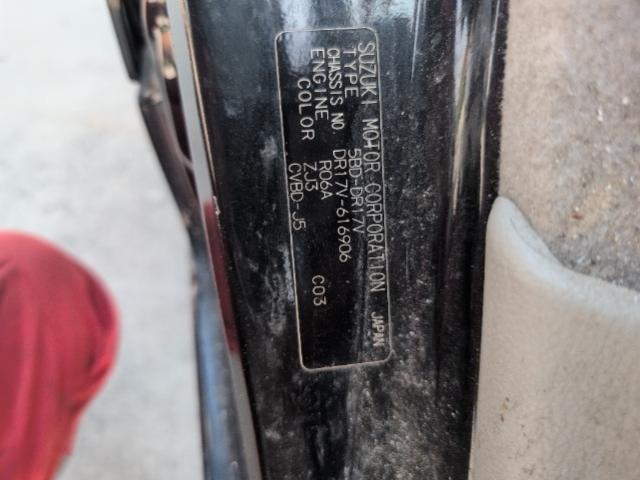 SUZUKI MOTOR CORPORATION JAPAN
TYPE 5BD-DR17V
CHASSIS NO DR17V-616906
ENGINE R06A
COLOR ZJ3 C03
CVBD-J5